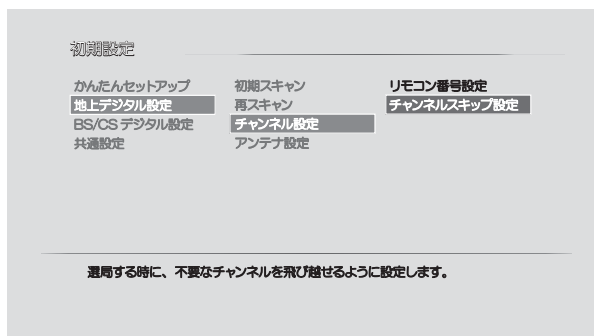 初期設定
かんたんセットアップ
地上デジタル設定
BS/CSデジタル設定
共通設定
初期スキャン
再スキャン
チャンネル設定
アンテナ設定
リモコン番号設定
チャンネルスキップ設定
選局する時に、不要なチャンネルを飛び越せるように設定します。